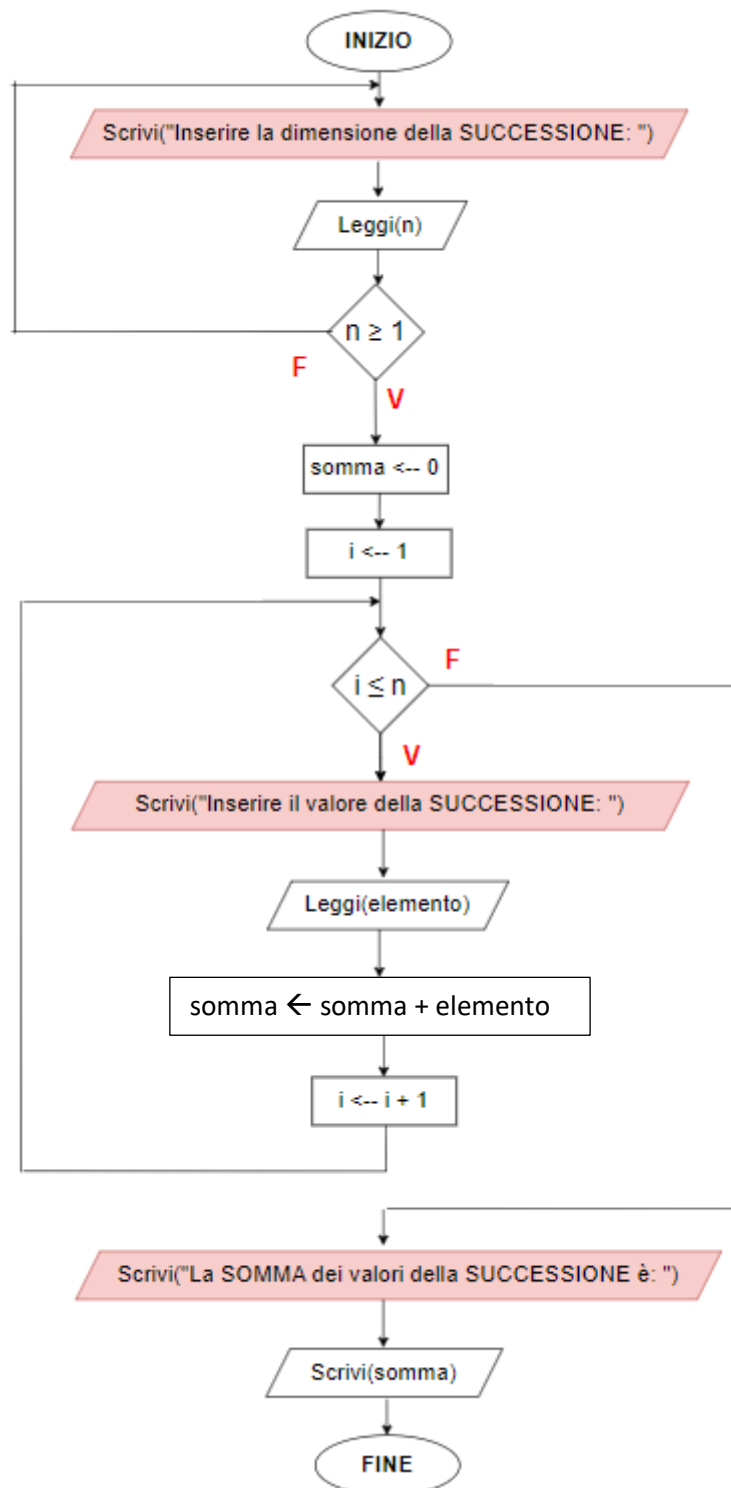 INIZIO
Scrivi("Inserire la dimensione della SUCCESSIONE: ")
Leggi(n)
n ≥ 1
F
V
somma <-- 0
i <-- 1
F
i ≤ n
V
Scrivi("Inserire il valore della SUCCESSIONE: ")
Leggi(elemento)
somma ← somma + elemento
i <-- i + 1
Scrivi("La SOMMA dei valori della SUCCESSIONE è: ")
Scrivi(somma)
FINE